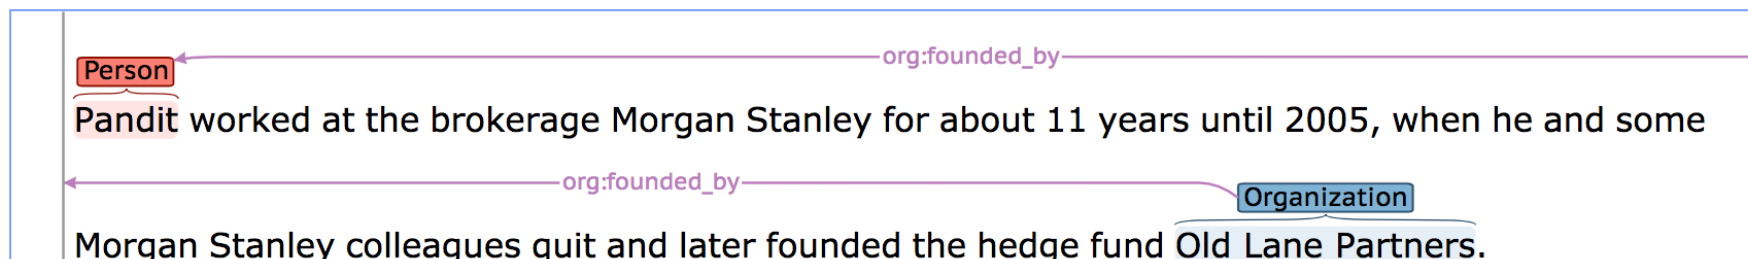 org:founded_by
Person
Pandit worked at the brokerage Morgan Stanley for about 11 years until 2005, when he and some
org:founded_by
Organization
Morgan Stanley colleagues quit and later founded the hedge fund Old Lane Partners.